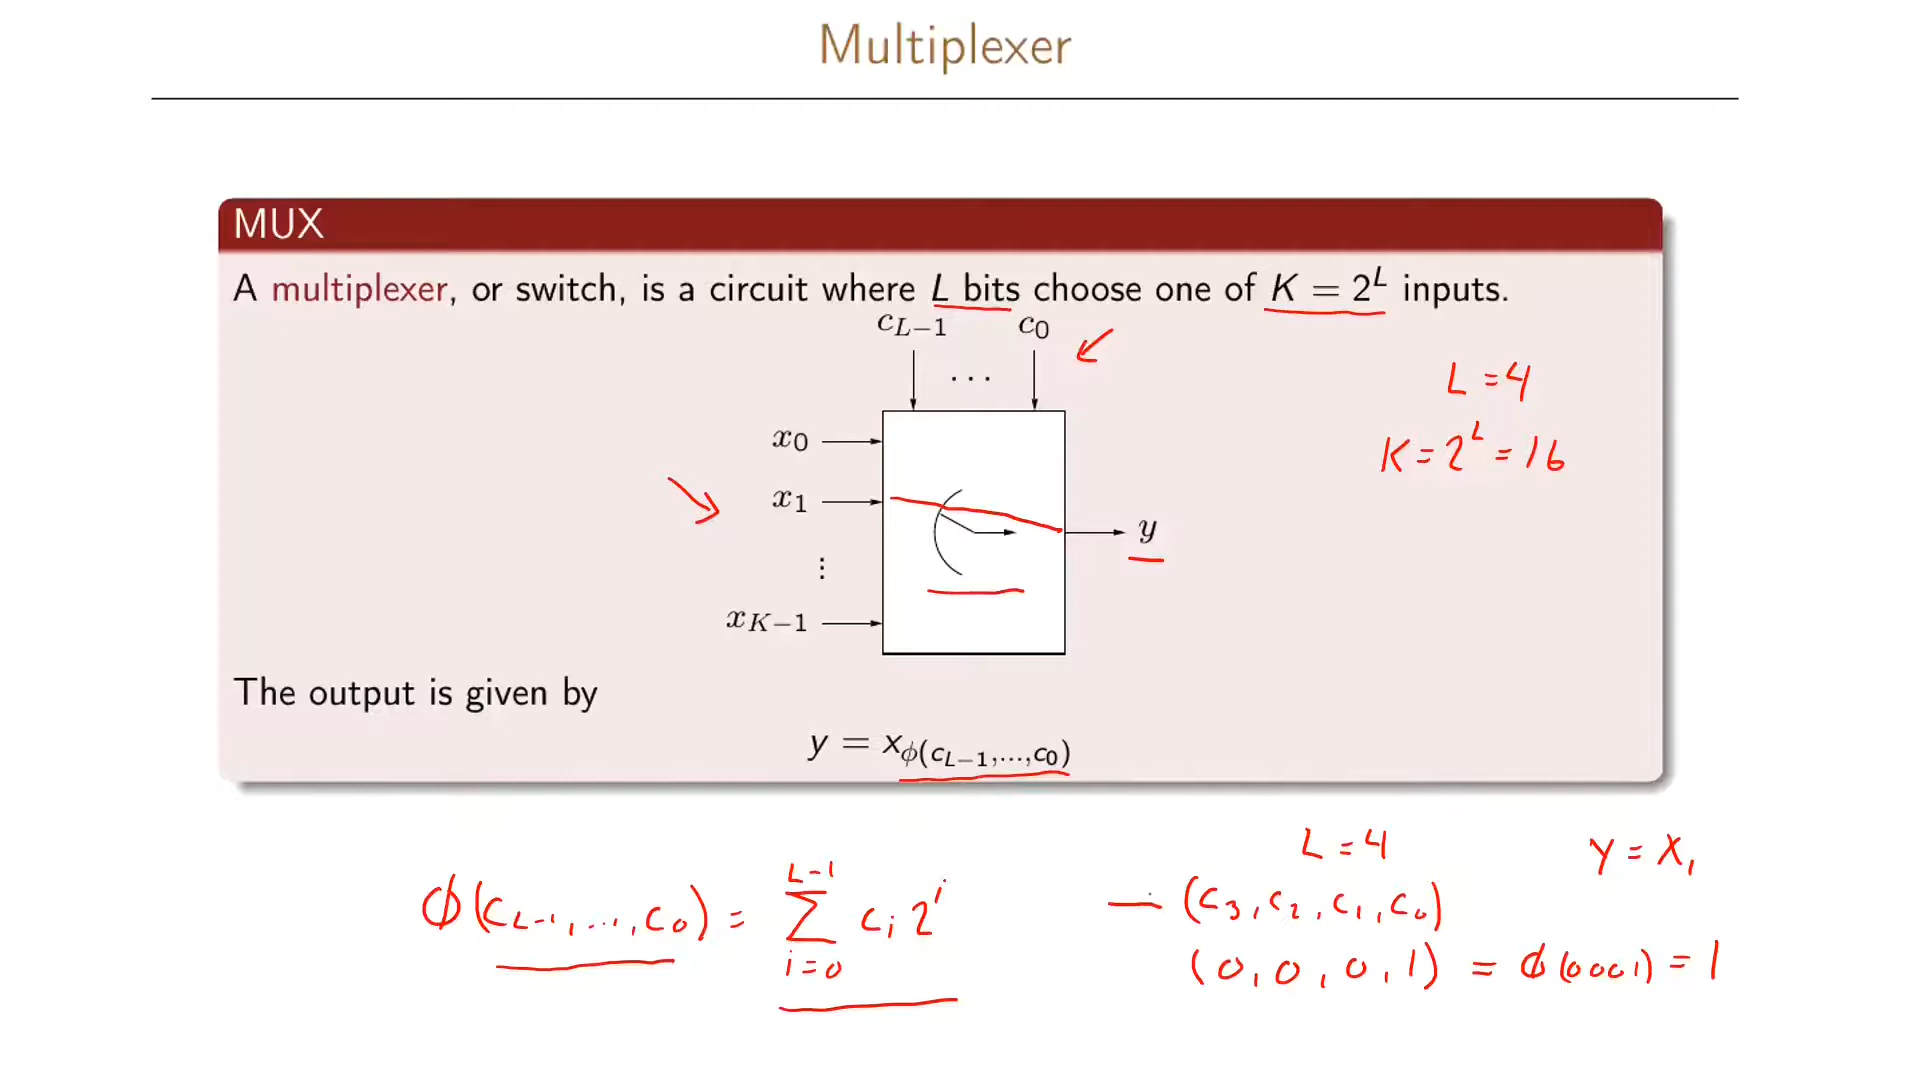 Multiplexer
MUX
A multiplexer, or switch, is a circuit where L bits choose one of K = 2^L inputs.
c_{L−1} c_0
...
x_0
x_1
⋮
x_{K−1}
y
L = 4
K = 2^L = 16
The output is given by
y = x_{ϕ(c_{L−1},...,c_0)}
ϕ(c_{L-1}, ..., c_0) = \sum_{i=0}^{L-1} c_i 2^i
L = 4
y = x_1
— (c_3, c_2, c_1, c_0)
(0, 0, 0, 1) = ϕ(0001) = 1